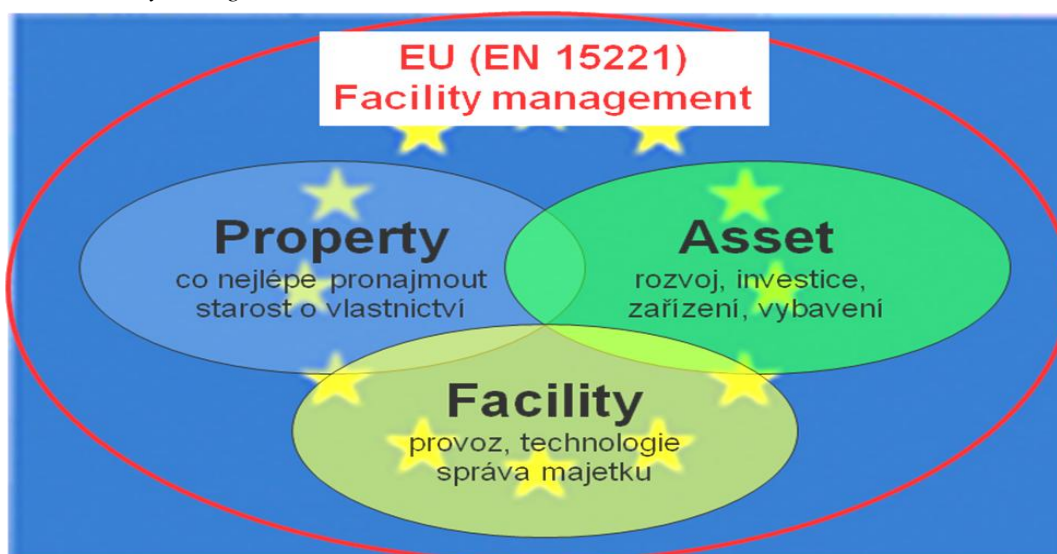 EU (EN 15221)
Facility management
Property
co nejlépe pronajmout
starost o vlastnictví
Asset
rozvoj, investice,
zařízení, vybavení
Facility
provoz, technologie
správa majetku